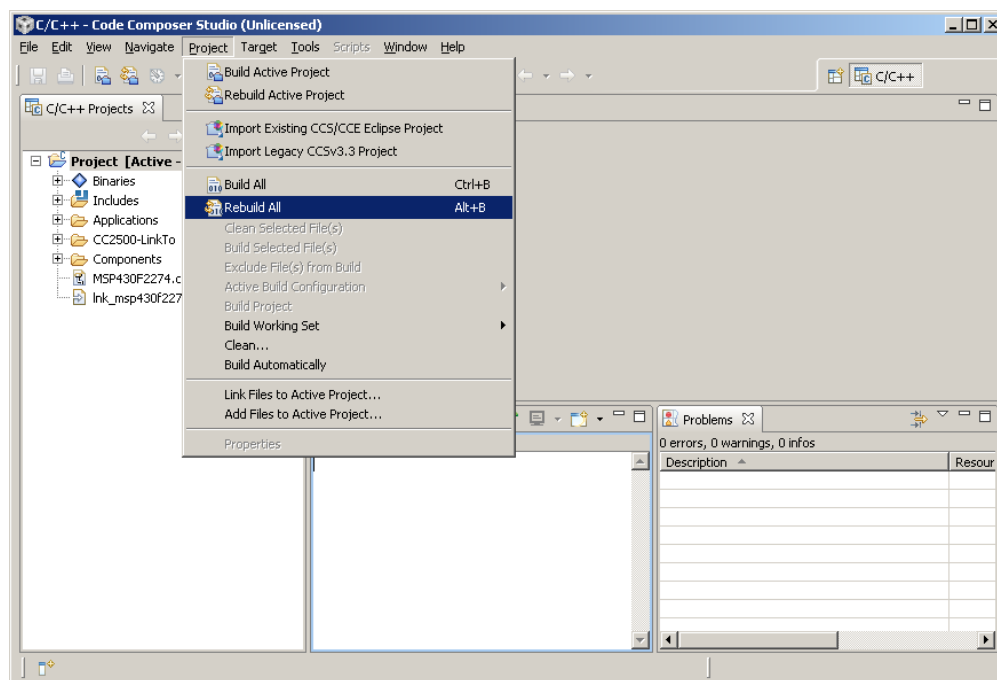 C/C++ - Code Composer Studio (Unlicensed)
File Edit View Navigate Project Target Tools Scripts Window Help
C/C++
C/C++ Projects
Project [Active -
Binaries
Includes
Applications
CC2500-LinkTo
Components
MSP430F2274.c
lnk_msp430f227
Build Active Project
Rebuild Active Project
Import Existing CCS/CCE Eclipse Project
Import Legacy CCSv3.3 Project
Build All Ctrl+B
Rebuild All Alt+B
Clean Selected File(s)
Build Selected File(s)
Exclude File(s) from Build
Active Build Configuration
Build Project
Build Working Set
Clean...
Build Automatically
Link Files to Active Project...
Add Files to Active Project...
Properties
Problems
0 errors, 0 warnings, 0 infos
Description Resour